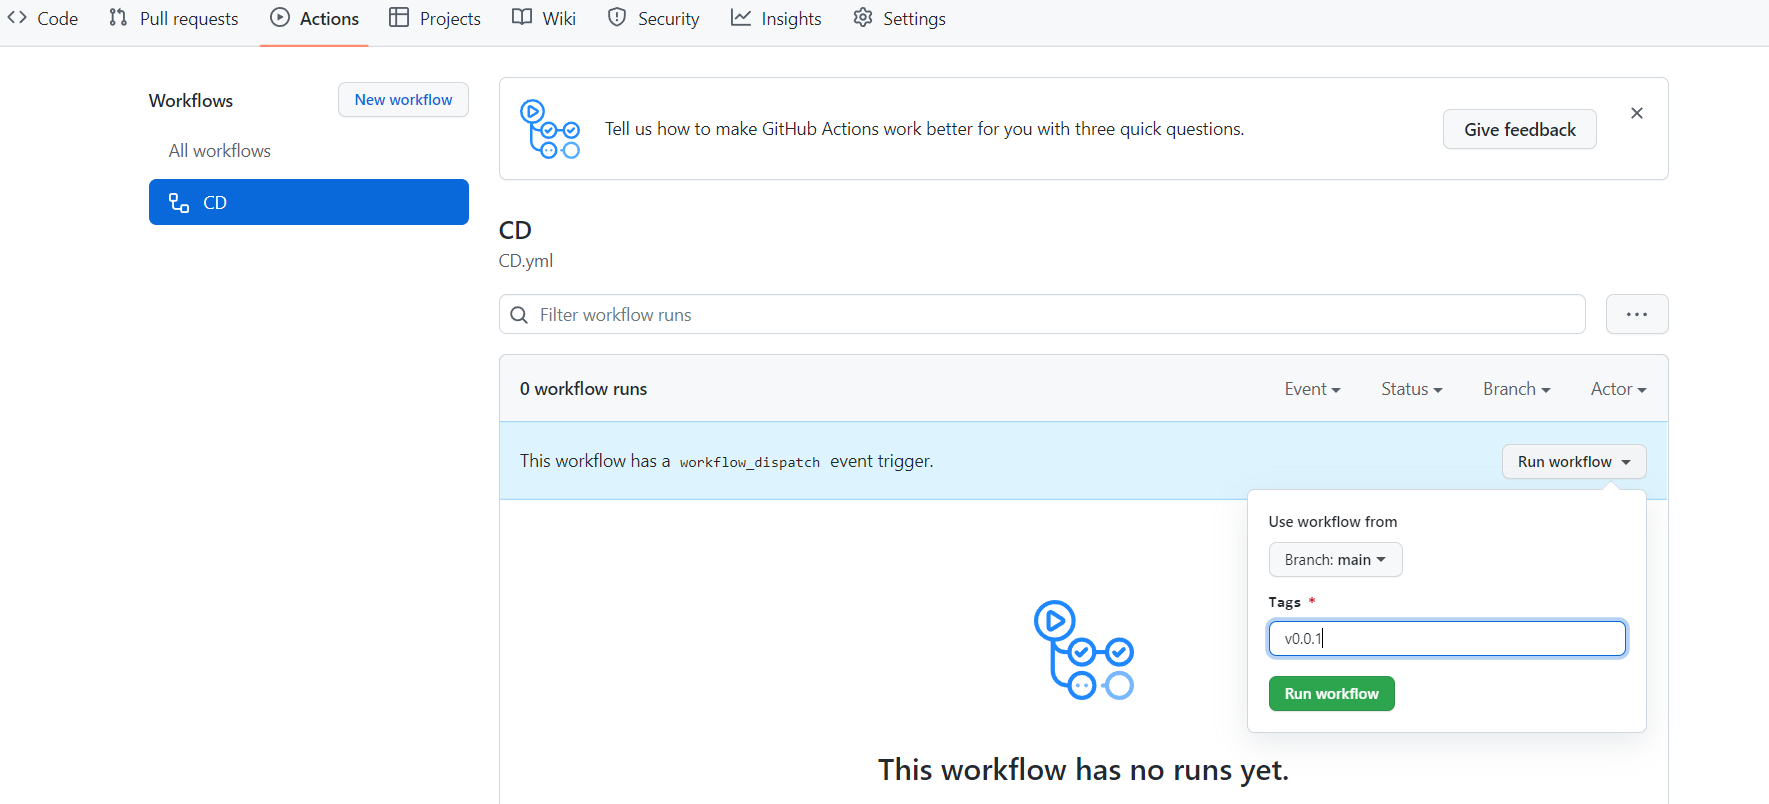 Code Pull requests Actions Projects Wiki Security Insights Settings
Workflows New workflow
All workflows
CD
Tell us how to make GitHub Actions work better for you with three quick questions. Give feedback
CD
CD.yml
Filter workflow runs
0 workflow runs Event Status Branch Actor
This workflow has a workflow_dispatch event trigger. Run workflow
Use workflow from
Branch: main
Tags *
v0.0.1
Run workflow
This workflow has no runs yet.